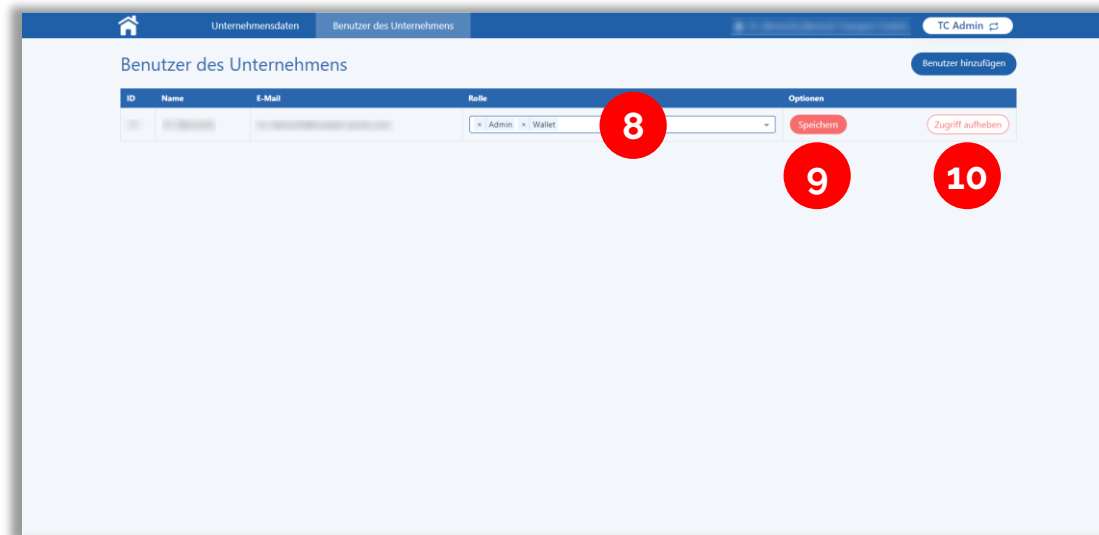 Unternehmensdaten Benutzer des Unternehmens TC Admin
Benutzer des Unternehmens Benutzer hinzufügen
ID Name E-Mail Rolle Optionen
× Admin × Wallet 8 Speichern Zugriff aufheben
9 10